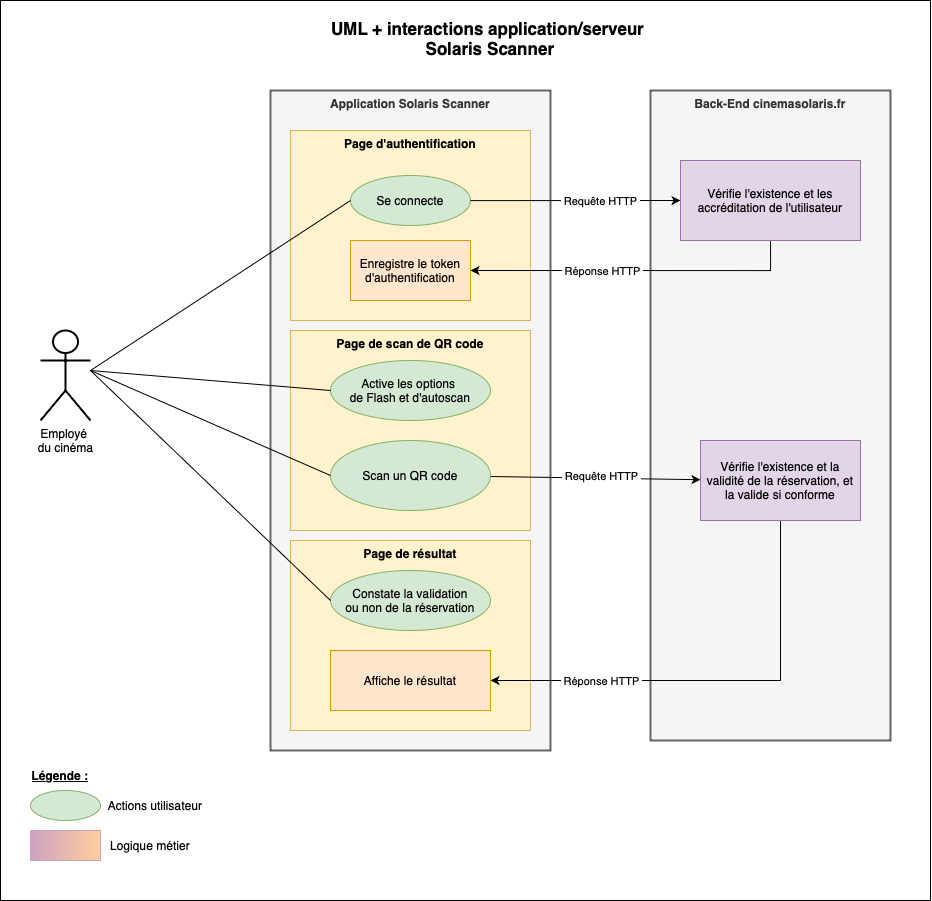 UML + interactions application/serveur
Solaris Scanner
Application Solaris Scanner
Back-End cinemasolaris.fr
Page d'authentification
Se connecte
Requête HTTP
Vérifie l'existence et les
accréditation de l'utilisateur
Enregistre le token
d'authentification
Réponse HTTP
Page de scan de QR code
Active les options
de Flash et d'autoscan
Employé
du cinéma
Scan un QR code
Requête HTTP
Vérifie l'existence et la
validité de la réservation, et
la valide si conforme
Page de résultat
Constate la validation
ou non de la réservation
Affiche le résultat
Réponse HTTP
Légende :
Actions utilisateur
Logique métier